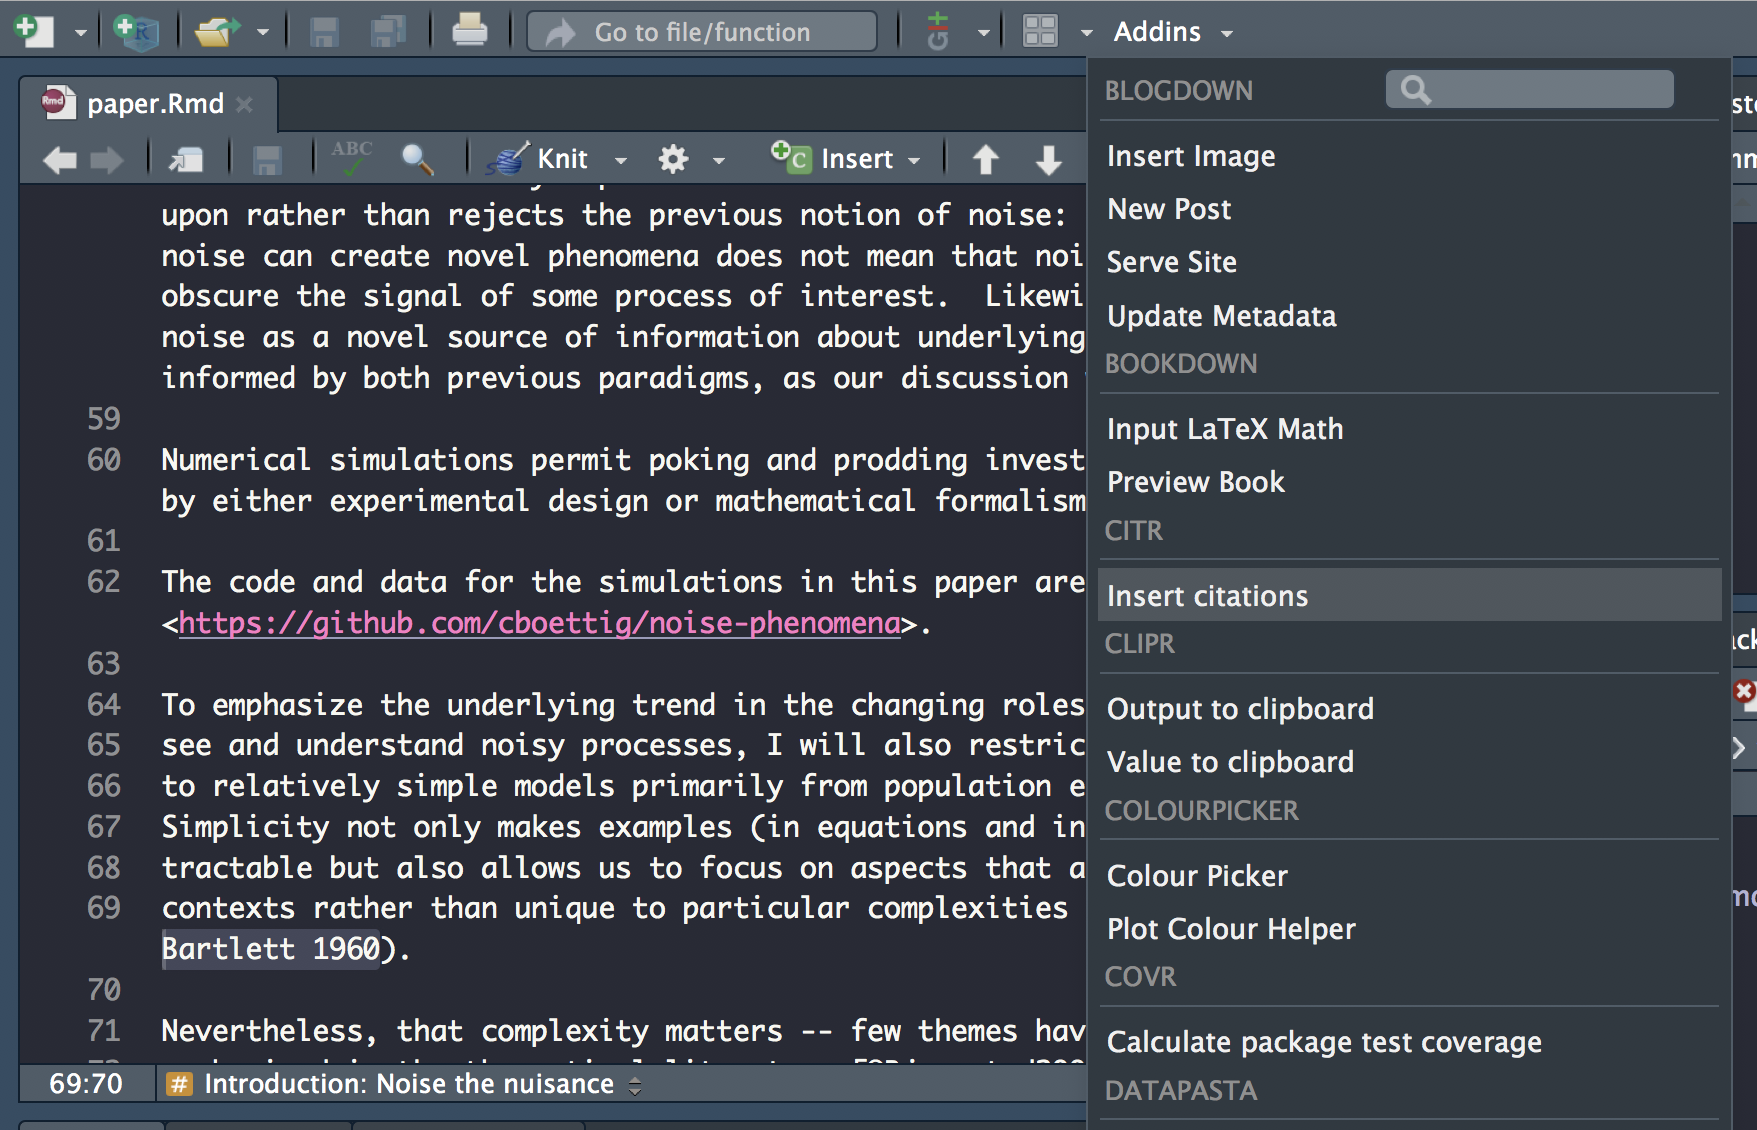 Go to file/function
Addins
paper.Rmd
ABC
Knit
Insert
upon rather than rejects the previous notion of noise:
noise can create novel phenomena does not mean that noi
obscure the signal of some process of interest.  Likewi
noise as a novel source of information about underlying
informed by both previous paradigms, as our discussion
59
60 Numerical simulations permit poking and prodding invest
by either experimental design or mathematical formalism
61
62 The code and data for the simulations in this paper are
<https://github.com/cboettig/noise-phenomena>.
63
64 To emphasize the underlying trend in the changing roles
65 see and understand noisy processes, I will also restric
66 to relatively simple models primarily from population e
67 Simplicity not only makes examples (in equations and in
68 tractable but also allows us to focus on aspects that a
69 contexts rather than unique to particular complexities
Bartlett 1960).
70
71 Nevertheless, that complexity matters -- few themes hav
69:70
# Introduction: Noise the nuisance
BLOGDOWN
Insert Image
New Post
Serve Site
Update Metadata
BOOKDOWN
Input LaTeX Math
Preview Book
CITR
Insert citations
CLIPR
Output to clipboard
Value to clipboard
COLOURPICKER
Colour Picker
Plot Colour Helper
COVR
Calculate package test coverage
DATAPASTA